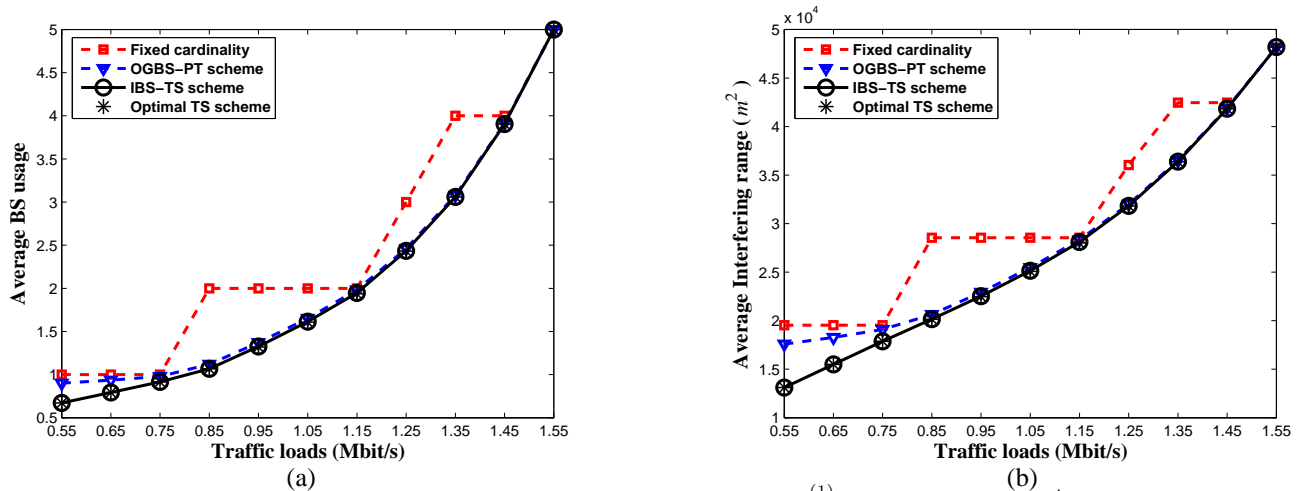 5
4.5
4
3.5
3
2.5
2
1.5
1
0.5
Average BS usage
Fixed cardinality
OGBS−PT scheme
IBS−TS scheme
Optimal TS scheme
0.55 0.65 0.75 0.85 0.95 1.05 1.15 1.25 1.35 1.45 1.55
Traffic loads (Mbit/s)
(a)
x 10^4
5
4.5
4
3.5
3
2.5
2
1.5
1
Average Interfering range ( m^2 )
Fixed cardinality
OGBS−PT scheme
IBS−TS scheme
Optimal TS scheme
0.55 0.65 0.75 0.85 0.95 1.05 1.15 1.25 1.35 1.45 1.55
Traffic loads (Mbit/s)
(b)
(1)